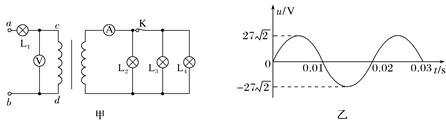 a
L₁
c
V
b
d
A
K
L₂
L₃
L₄
甲
u/V
27√2
0
0.01
0.02
0.03
t/s
-27√2
乙